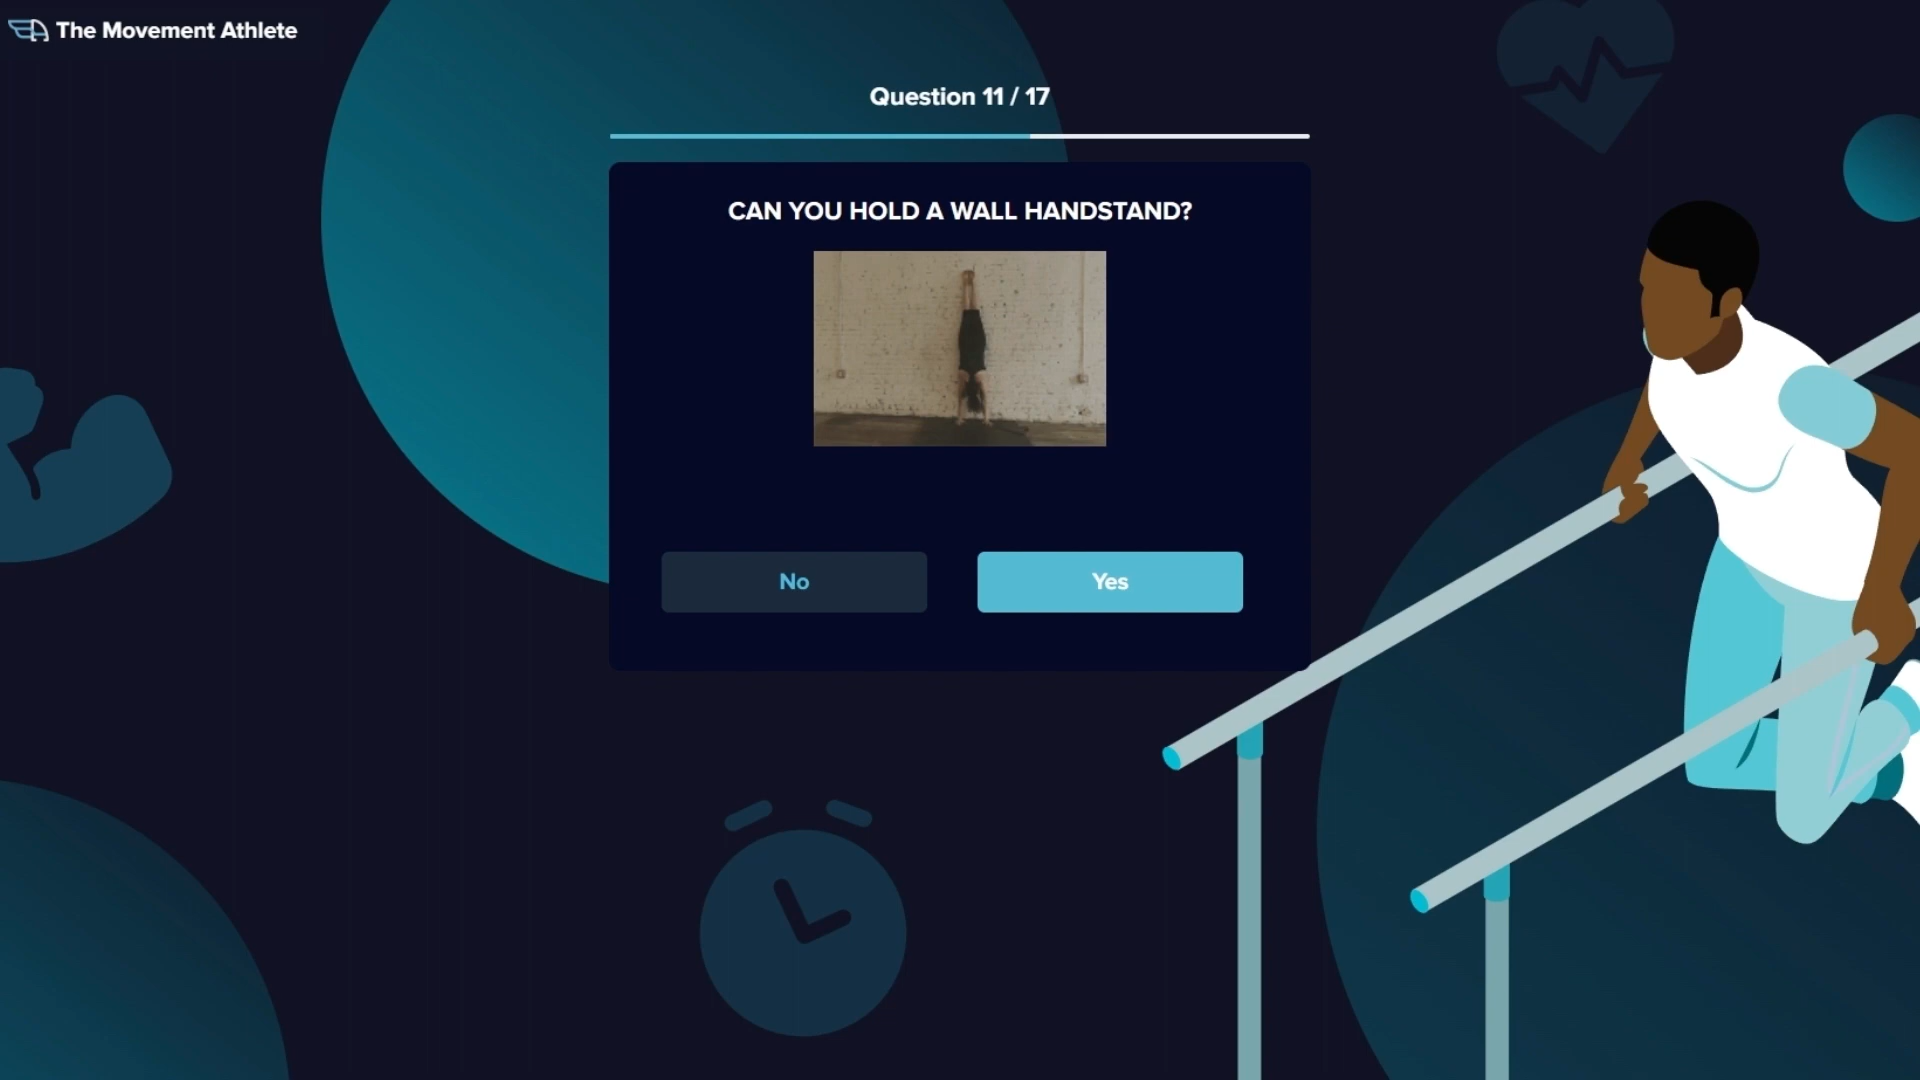 The Movement Athlete
Question 11 / 17
CAN YOU HOLD A WALL HANDSTAND?
No
Yes